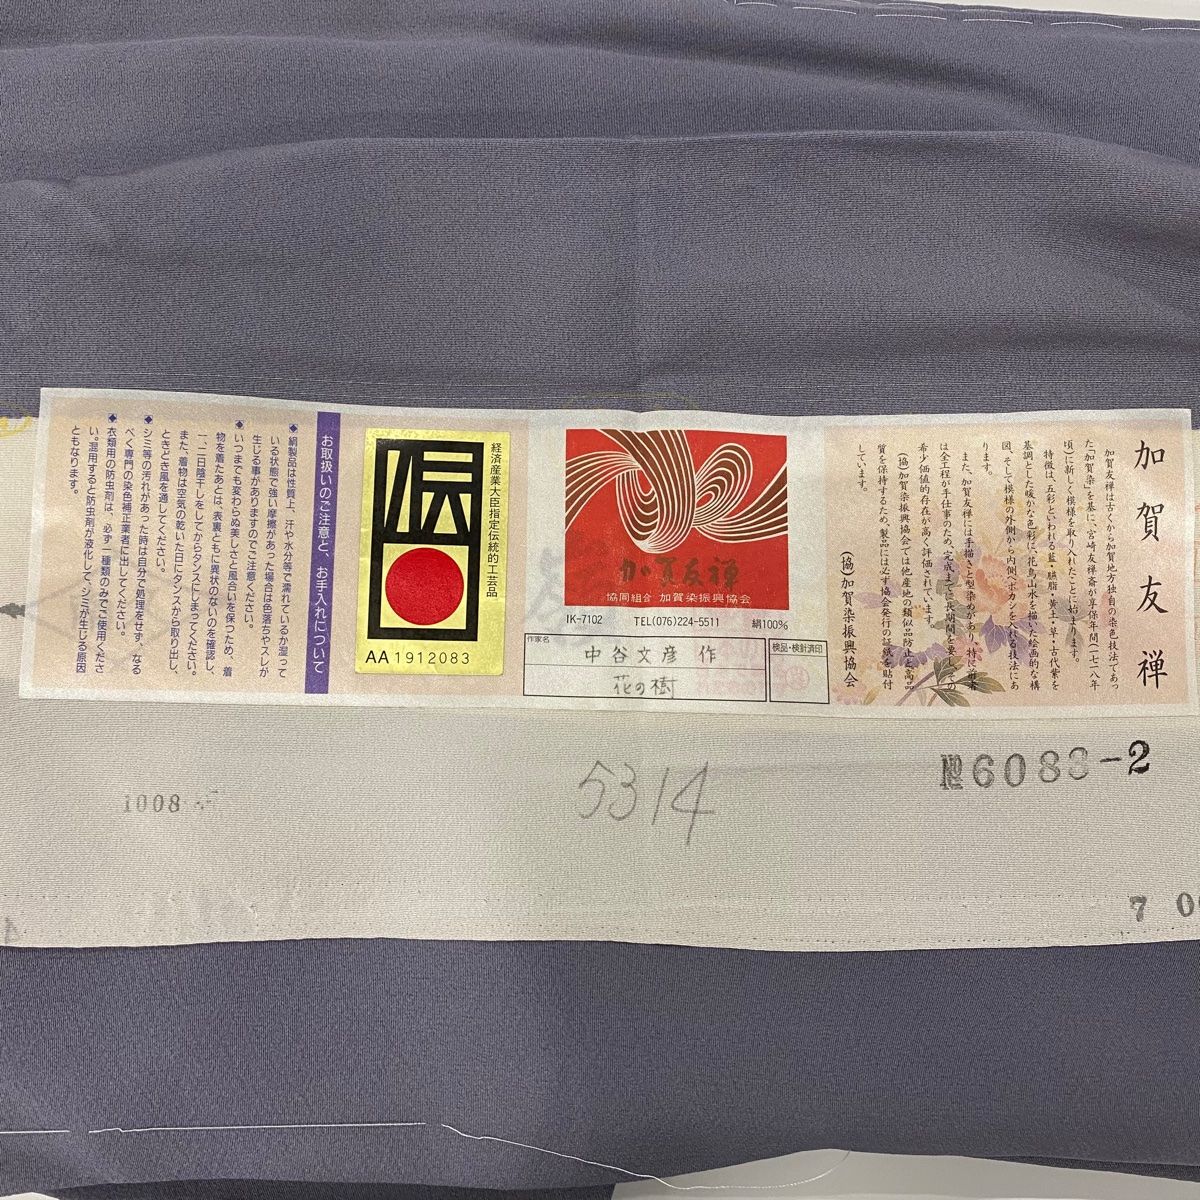 加賀友禅
加賀友禅は古くから加賀地方独自の染色技法であっ
た「加賀染」を基に、宮崎友禅斎が享保年間(一七一八年
頃)に新しく模様を取り入れたことに始まります。
特徴は、五彩といわれる藍・臙脂・黄土・草・古代紫を
基調とした暖かな色彩に、花鳥山水を描いた絵画的な構
図、そして模様の外側から内側へボカシを入れる技法にあ
ります。
また、加賀友禅には手描きと型染めがあり、特に前者
は全工程が手仕事のため、完成までに長期間を要し、その
希少価値的存在が高く評価されています。
(協)加賀染振興協会では他産地の類似品防止と高品
質を保持するため、製品には必ず協会発行の証紙を貼付
しています。
(協)加賀染振興協会
加賀友禅
協同組合 加賀染振興協会
IK-7102 TEL(076)224-5511 絹100%
作家名
中谷文彦 作
花の樹
検品・検針済印
経済産業大臣指定伝統的工芸品
伝
AA 1912083
お取扱いのご注意と、お手入れについて
◆絹製品は性質上、汗や水分等で濡れているか湿って
いる状態で強い摩擦があった場合は色落ちやスレが
生じる事がありますのでご注意ください。
◆いつまでも変わらぬ美しさと風合いを保つため、着
物を着たあとは、表裏ともに異状のないのを確認し、
一、二日陰干しをしてからタンスにしまってください。
また、着物は空気の乾いた日にタンスから取り出し、
ときどき風を通してください。
◆シミ等の汚れがあった時は自分で処理をせず、なる
べく専門の染色補正業者に出してください。
◆衣類用の防虫剤は、必ず一種類のみでご使用くださ
い。混用すると防虫剤が液化して、シミが生じる原因
ともなります。
№6088-2
5314
1008
7 0